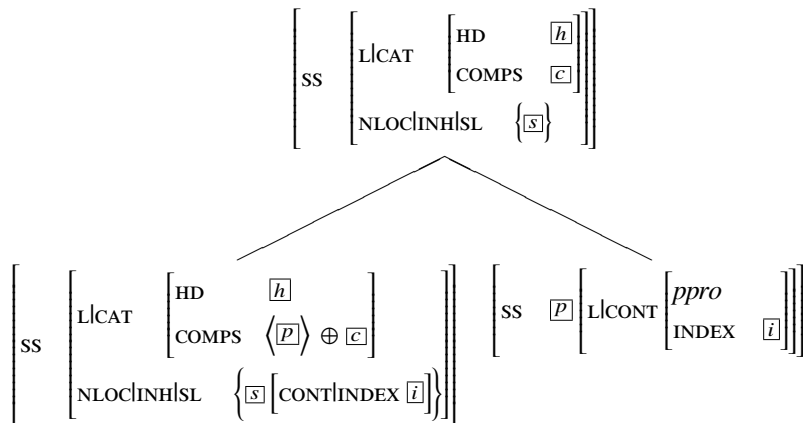 HD h
L|CAT
COMPS c
SS
NLOC|INH|SL { s }
HD h
L|CAT
COMPS ⟨ p ⟩ ⊕ c
SS
NLOC|INH|SL { s [CONT|INDEX i ] }
ppro
SS p L|CONT
INDEX i